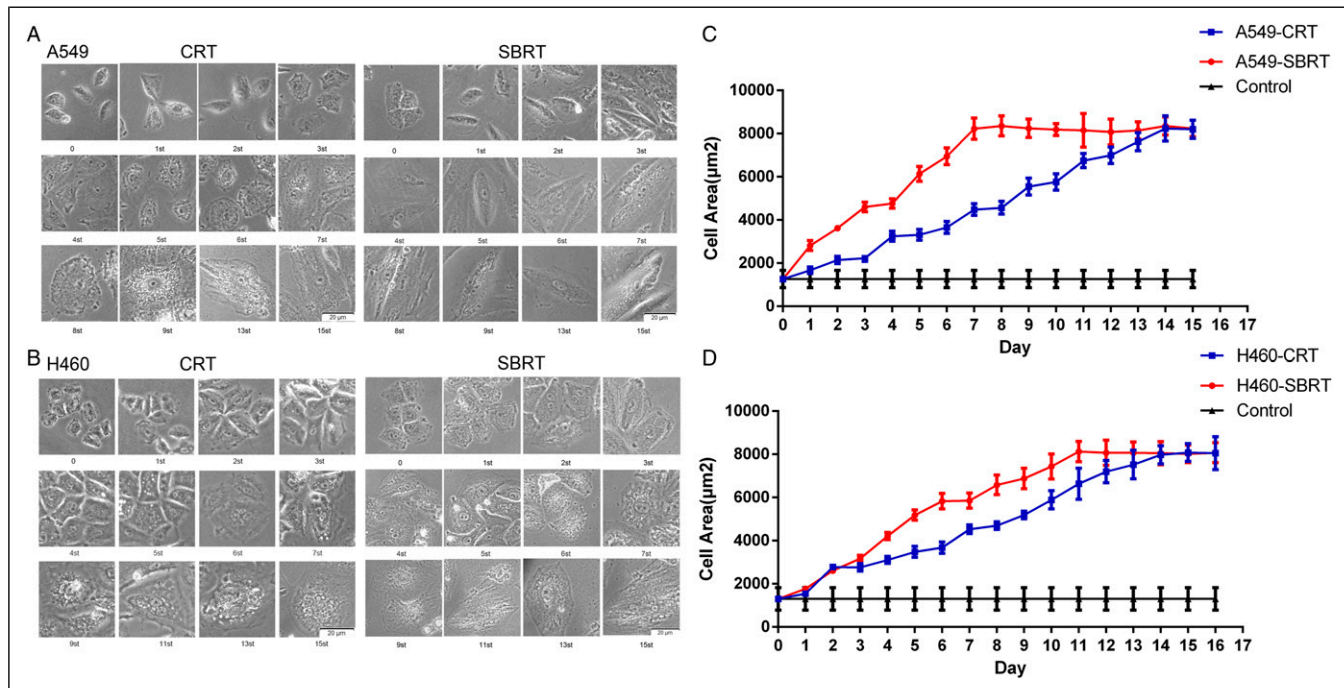 A
A549 CRT SBRT
0 1st 2st 3st 0 1st 2st 3st
4st 5st 6st 7st 4st 5st 6st 7st
20 µm 20 µm
8st 9st 13st 15st 8st 9st 13st 15st
B
H460 CRT SBRT
0 1st 2st 3st 0 1st 2st 3st
4st 5st 6st 7st 4st 5st 6st 7st
20 µm 20 µm
9st 11st 13st 15st 9st 11st 13st 15st
C
A549-CRT
A549-SBRT
Control
10000
8000
6000
4000
2000
0
Cell Area(µm2)
0 1 2 3 4 5 6 7 8 9 10 11 12 13 14 15 16 17
Day
D
H460-CRT
H460-SBRT
Control
10000
8000
6000
4000
2000
0
Cell Area(µm2)
0 1 2 3 4 5 6 7 8 9 10 11 12 13 14 15 16 17
Day